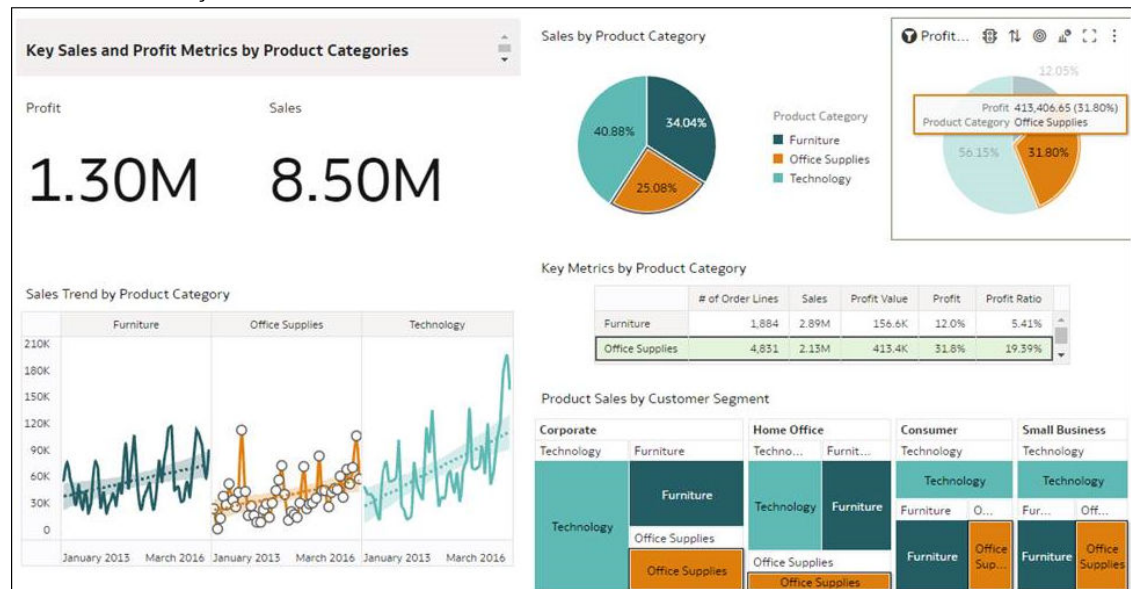 Key Sales and Profit Metrics by Product Categories
Profit
Sales
1.30M
8.50M
Sales by Product Category
40.88%
34.04%
25.08%
Product Category
Furniture
Office Supplies
Technology
Profit...
12.05%
Profit 413,406.65 (31.80%)
Product Category Office Supplies
56.15%
31.80%
Key Metrics by Product Category
# of Order Lines Sales Profit Value Profit Profit Ratio
Furniture 1,884 2.89M 156.6K 12.0% 5.41%
Office Supplies 4,831 2.13M 413.4K 31.8% 19.39%
Sales Trend by Product Category
Furniture Office Supplies Technology
210K
180K
150K
120K
90K
60K
30K
0
January 2013 March 2016 January 2013 March 2016 January 2013 March 2016
Product Sales by Customer Segment
Corporate Home Office Consumer Small Business
Technology Furniture Techno... Furnit... Technology Technology
Technology Technology
Furniture
Technology Furniture
Furniture O... Fur... Off...
Technology
Office Supplies
Office Supplies
Furniture
Office Sup...
Furniture
Office Supplies
Office Supplies
Office Supplies